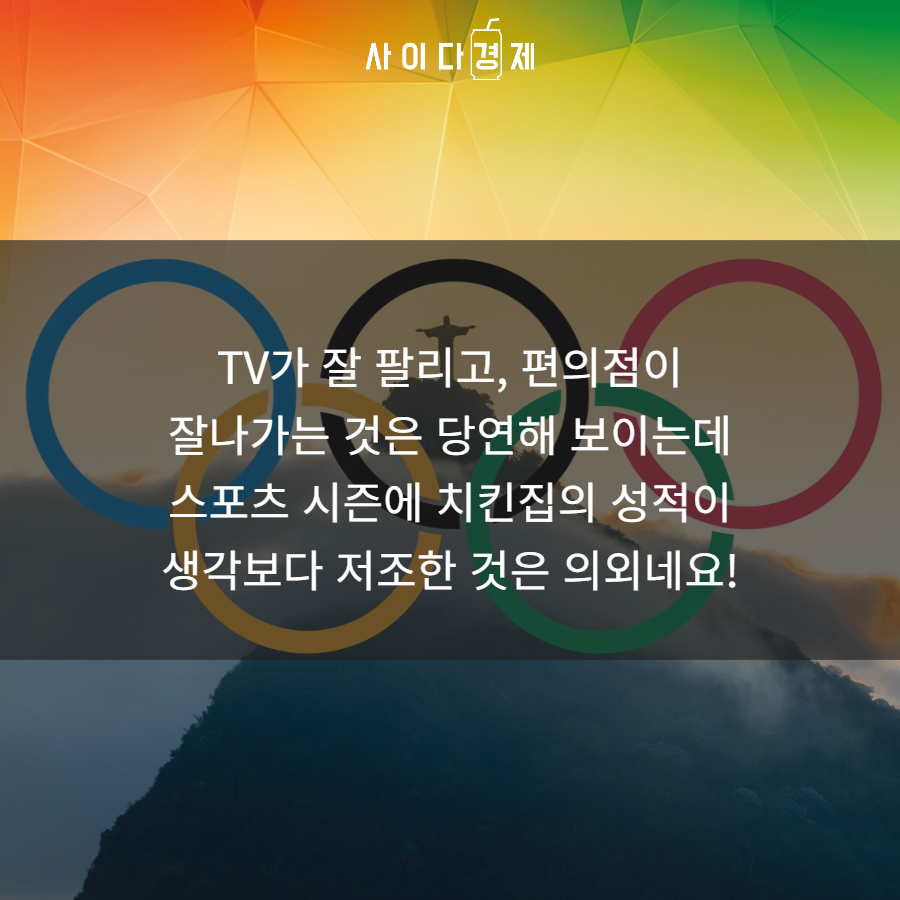 사이다경제
TV가 잘 팔리고, 편의점이
잘나가는 것은 당연해 보이는데
스포츠 시즌에 치킨집의 성적이
생각보다 저조한 것은 의외네요!